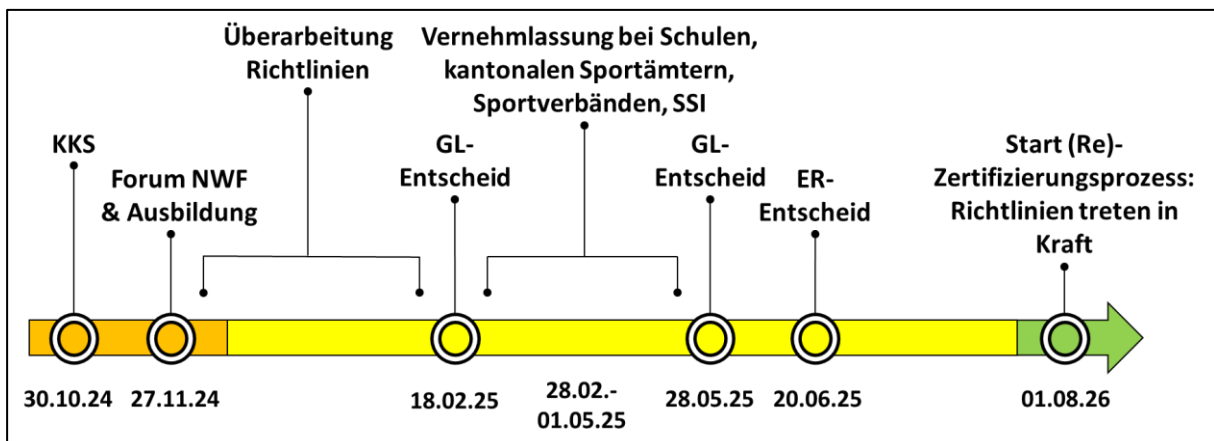 Überarbeitung
Richtlinien
Vernehmlassung bei Schulen,
kantonalen Sportämtern,
Sportverbänden, SSI
KKS
Forum NWF
& Ausbildung
GL-
Entscheid
GL-
Entscheid
ER-
Entscheid
Start (Re)-
Zertifizierungsprozess:
Richtlinien treten in
Kraft
30.10.24
27.11.24
18.02.25
28.02.-
01.05.25
28.05.25
20.06.25
01.08.26